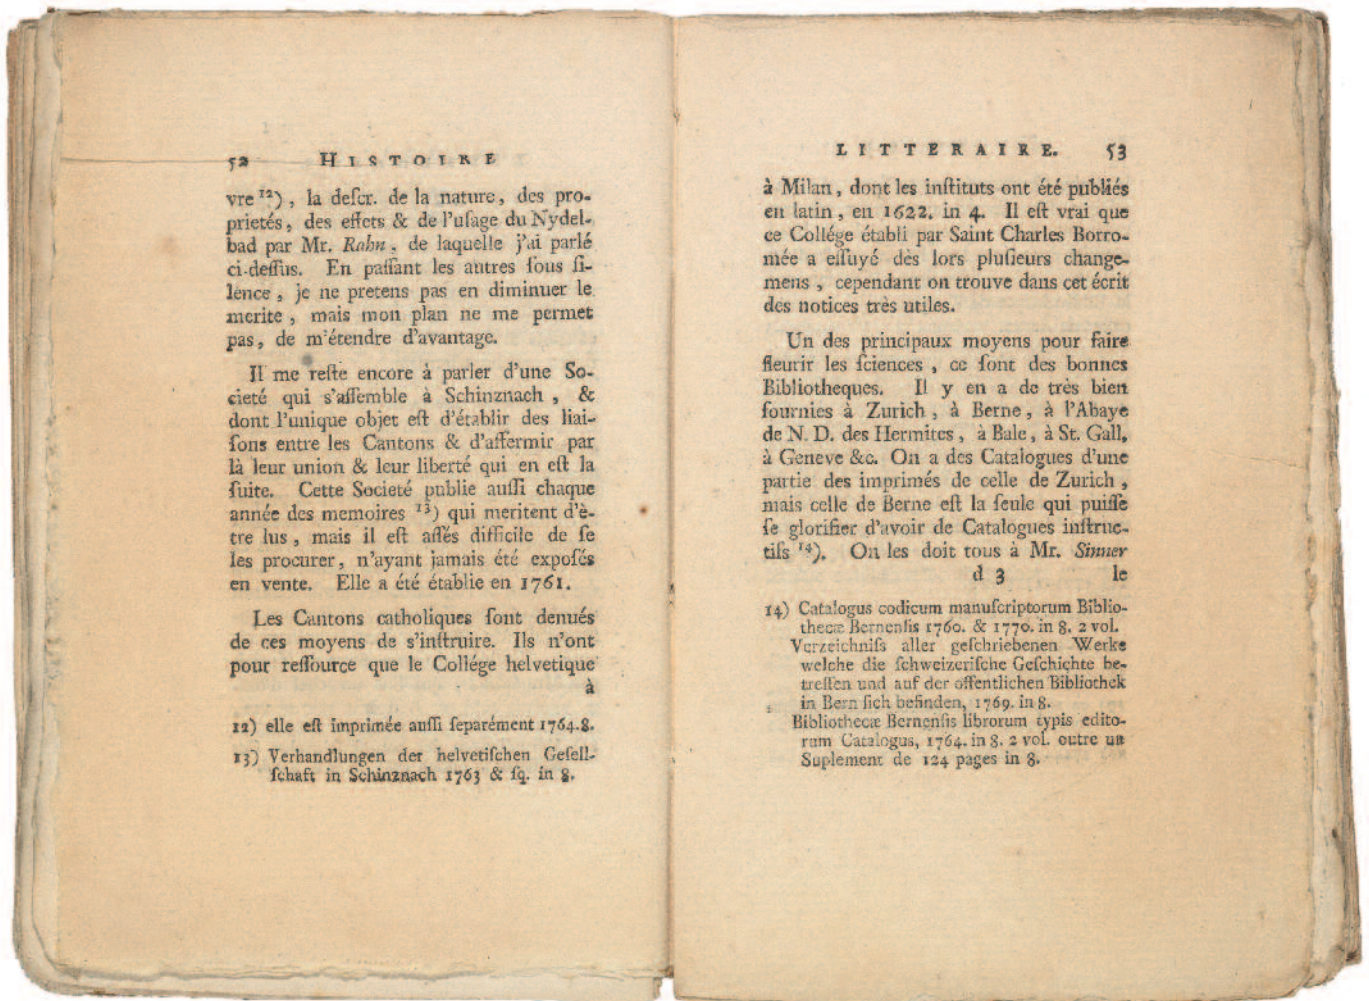 52 HISTOIRE
vre 12), la deſcr. de la nature, des pro-
prietés, des effets & de l'uſage du Nydel-
bad par Mr. Rahn, de laquelle j'ai parlé
ci-deſſus. En paſſant les autres ſous ſi-
lence, je ne pretens pas en diminuer le
merite, mais mon plan ne me permet
pas, de m'étendre d'avantage.
Il me reſte encore à parler d'une So-
cieté qui s'aſſemble à Schinznach, &
dont l'unique objet eſt d'établir des liai-
ſons entre les Cantons & d'affermir par
là leur union & leur liberté qui en eſt la
ſuite. Cette Societé publie auſſi chaque
année des memoires 13) qui meritent d'ê-
tre lus, mais il eſt aſſés difficile de ſe
les procurer, n'ayant jamais été expoſés
en vente. Elle a été établie en 1761.
Les Cantons catholiques ſont denués
de ces moyens de s'inſtruire. Ils n'ont
pour reſſource que le Collége helvetique
à
12) elle eſt imprimée auſſi ſeparément 1764.8.
13) Verhandlungen der helvetiſchen Geſell-
ſchaft in Schinznach 1763 & ſq. in 8.
LITTERAIRE. 53
à Milan, dont les inſtituts ont été publiés
en latin, en 1622. in 4. Il eſt vrai que
ce Collége établi par Saint Charles Borro-
mée a eſſuyé dès lors pluſieurs change-
mens, cependant on trouve dans cet écrit
des notices très utiles.
Un des principaux moyens pour faire
fleurir les ſciences, ce ſont des bonnes
Bibliotheques. Il y en a de très bien
fournies à Zurich, à Berne, à l'Abaye
de N. D. des Hermites, à Bale, à St. Gall,
à Geneve &c. On a des Catalogues d'une
partie des imprimés de celle de Zurich,
mais celle de Berne eſt la ſeule qui puiſſe
ſe glorifier d'avoir de Catalogues inſtruc-
tifs 14). On les doit tous à Mr. Sinner
d 3 le
14) Catalogus codicum manuſcriptorum Biblio-
thecæ Bernenſis 1760. & 1770. in 8. 2 vol.
Verzeichniſs aller geſchriebenen Werke
welche die ſchweizeriſche Geſchichte be-
treffen und auf der offentlichen Bibliothek
in Bern ſich befinden, 1769. in 8.
Bibliothecæ Bernenſis librorum typis edito-
rum Catalogus, 1764. in 8. 2 vol. outre un
Suplement de 124 pages in 8.